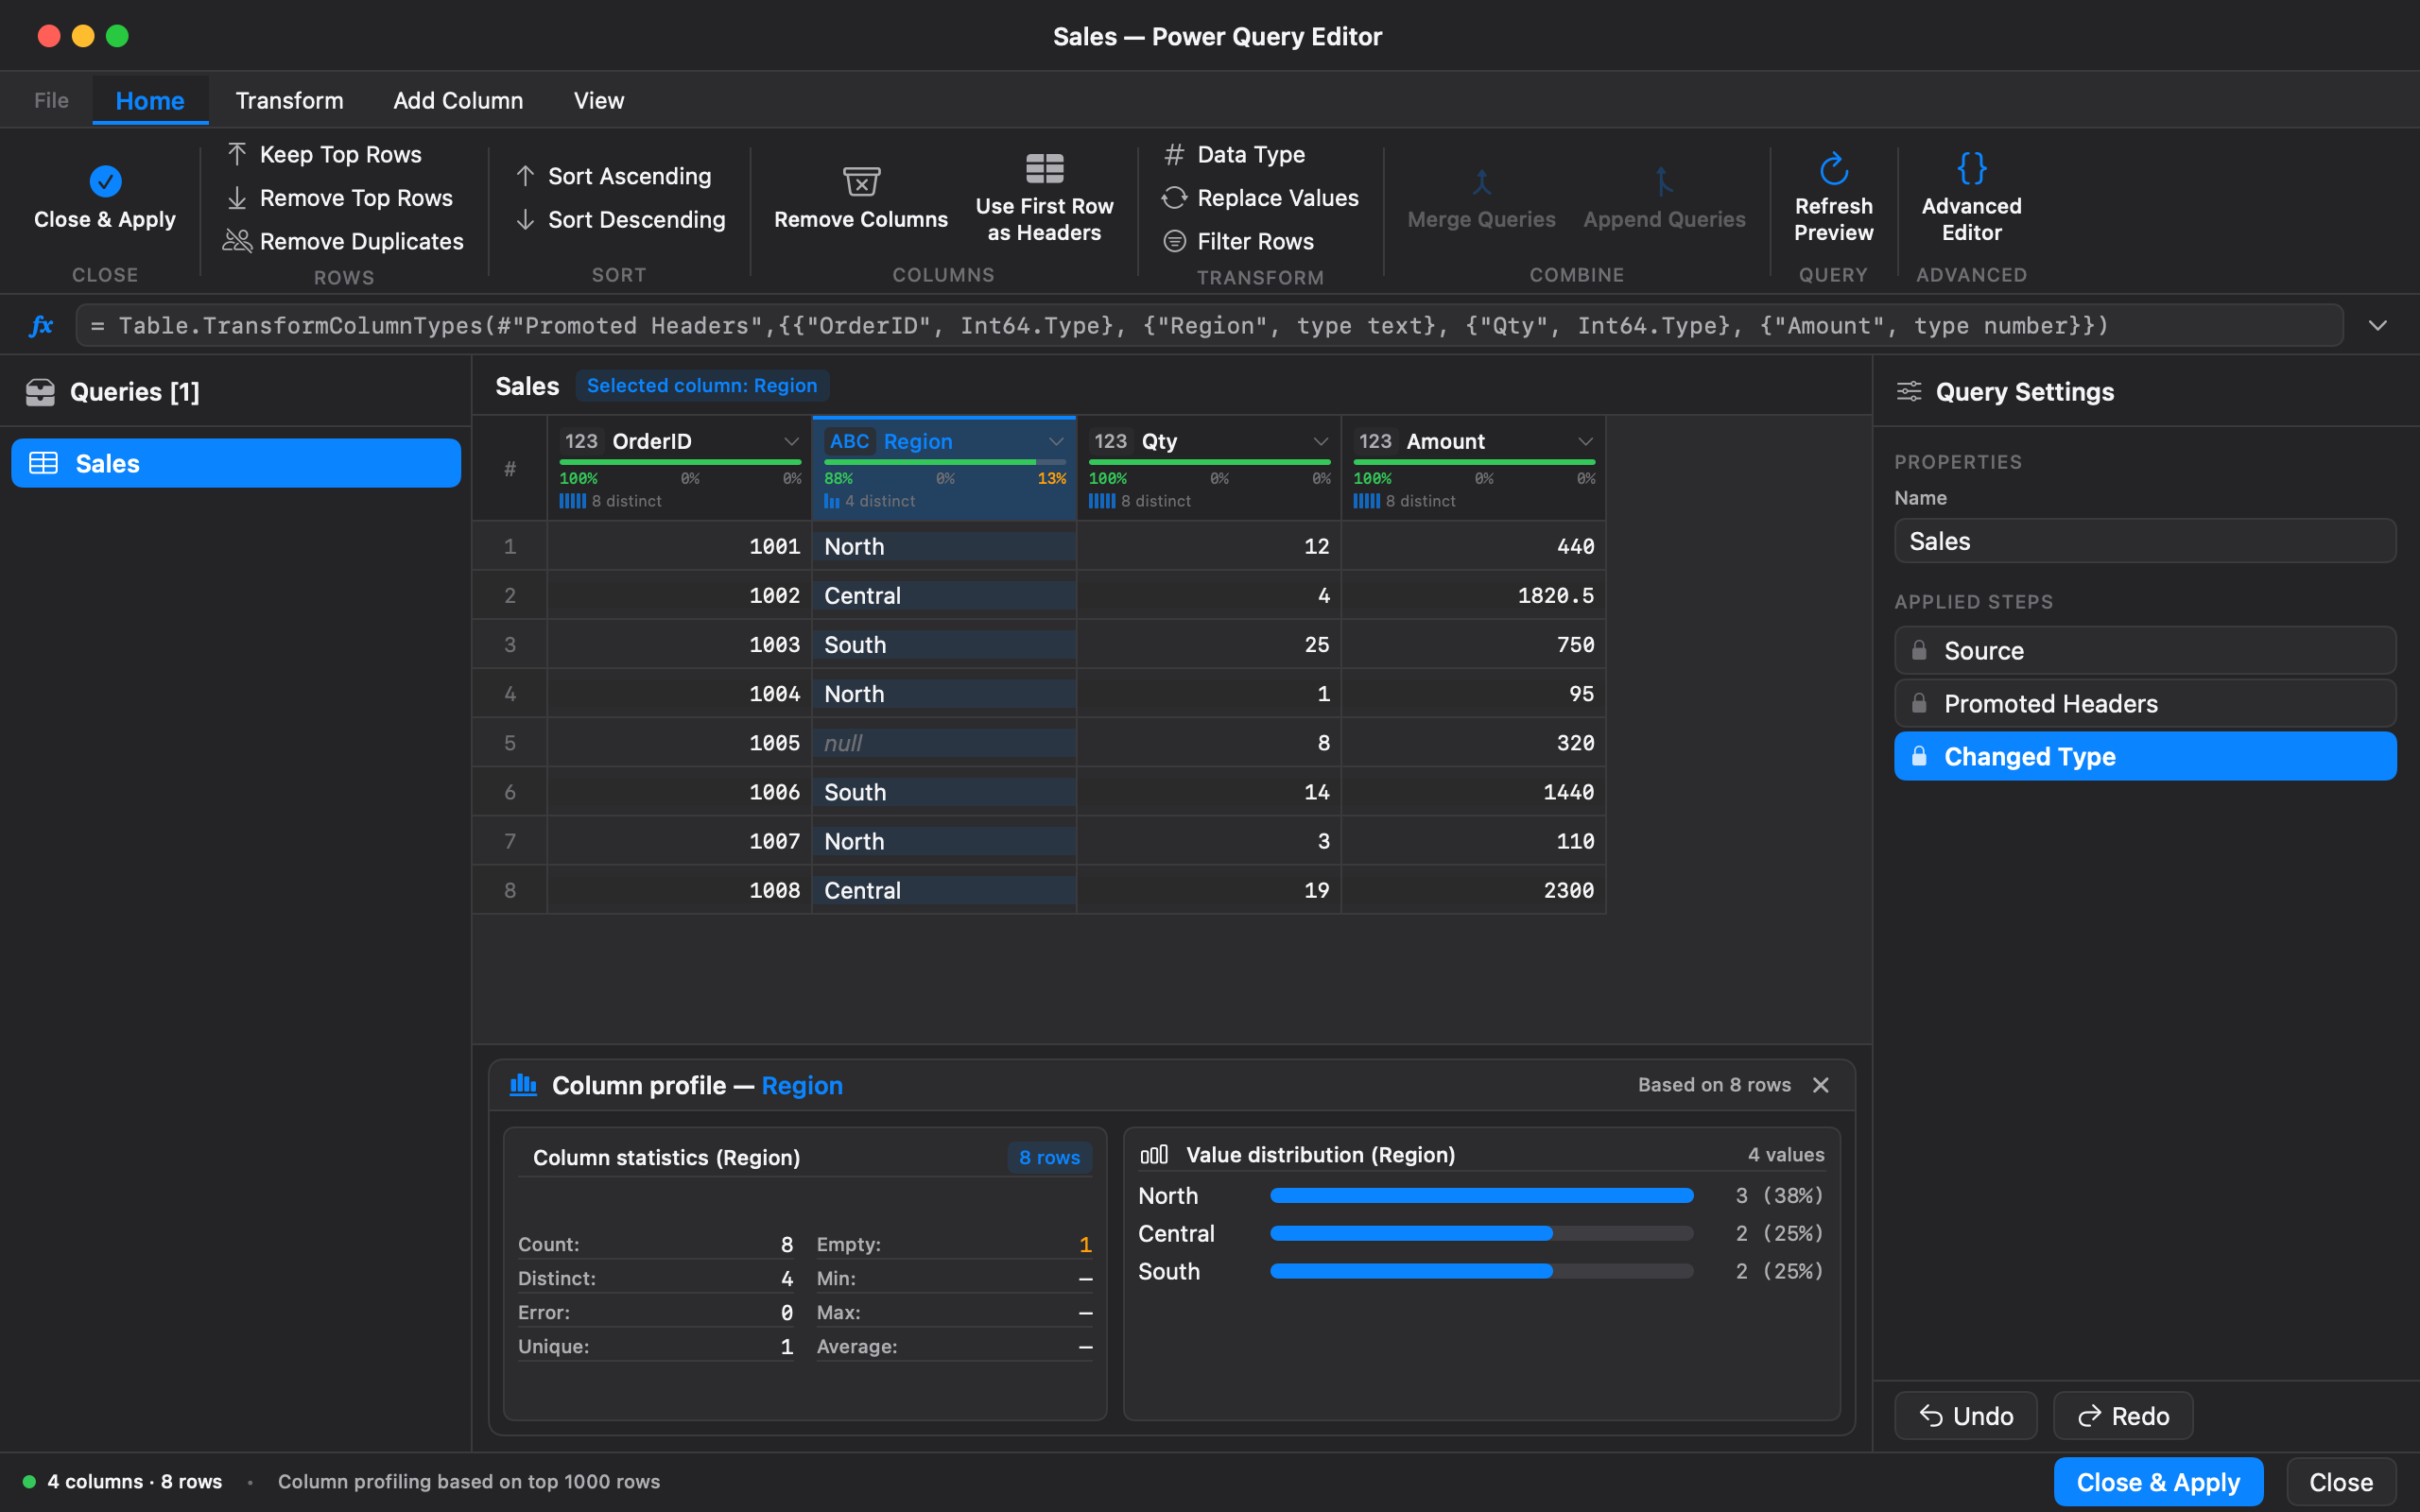 Sales — Power Query Editor
File Home Transform Add Column View
Close & Apply
CLOSE
Keep Top Rows
Remove Top Rows
Remove Duplicates
ROWS
Sort Ascending
Sort Descending
SORT
Remove Columns
Use First Row
as Headers
COLUMNS
Data Type
Replace Values
Filter Rows
TRANSFORM
Merge Queries Append Queries
COMBINE
Refresh
Preview
QUERY
Advanced
Editor
ADVANCED
fx = Table.TransformColumnTypes(#"Promoted Headers",{{"OrderID", Int64.Type}, {"Region", type text}, {"Qty", Int64.Type}, {"Amount", type number}})
Queries [1]
Sales
Sales Selected column: Region
# 123 OrderID ABC Region 123 Qty 123 Amount
100% 0% 0% 88% 0% 13% 100% 0% 0% 100% 0% 0%
8 distinct 4 distinct 8 distinct 8 distinct
1 1001 North 12 440
2 1002 Central 4 1820.5
3 1003 South 25 750
4 1004 North 1 95
5 1005 null 8 320
6 1006 South 14 1440
7 1007 North 3 110
8 1008 Central 19 2300
Column profile — Region Based on 8 rows
Column statistics (Region) 8 rows
Count: 8 Empty: 1
Distinct: 4 Min: –
Error: 0 Max: –
Unique: 1 Average: –
Value distribution (Region) 4 values
North 3 (38%)
Central 2 (25%)
South 2 (25%)
Query Settings
PROPERTIES
Name
Sales
APPLIED STEPS
Source
Promoted Headers
Changed Type
Undo Redo
4 columns · 8 rows • Column profiling based on top 1000 rows
Close & Apply Close